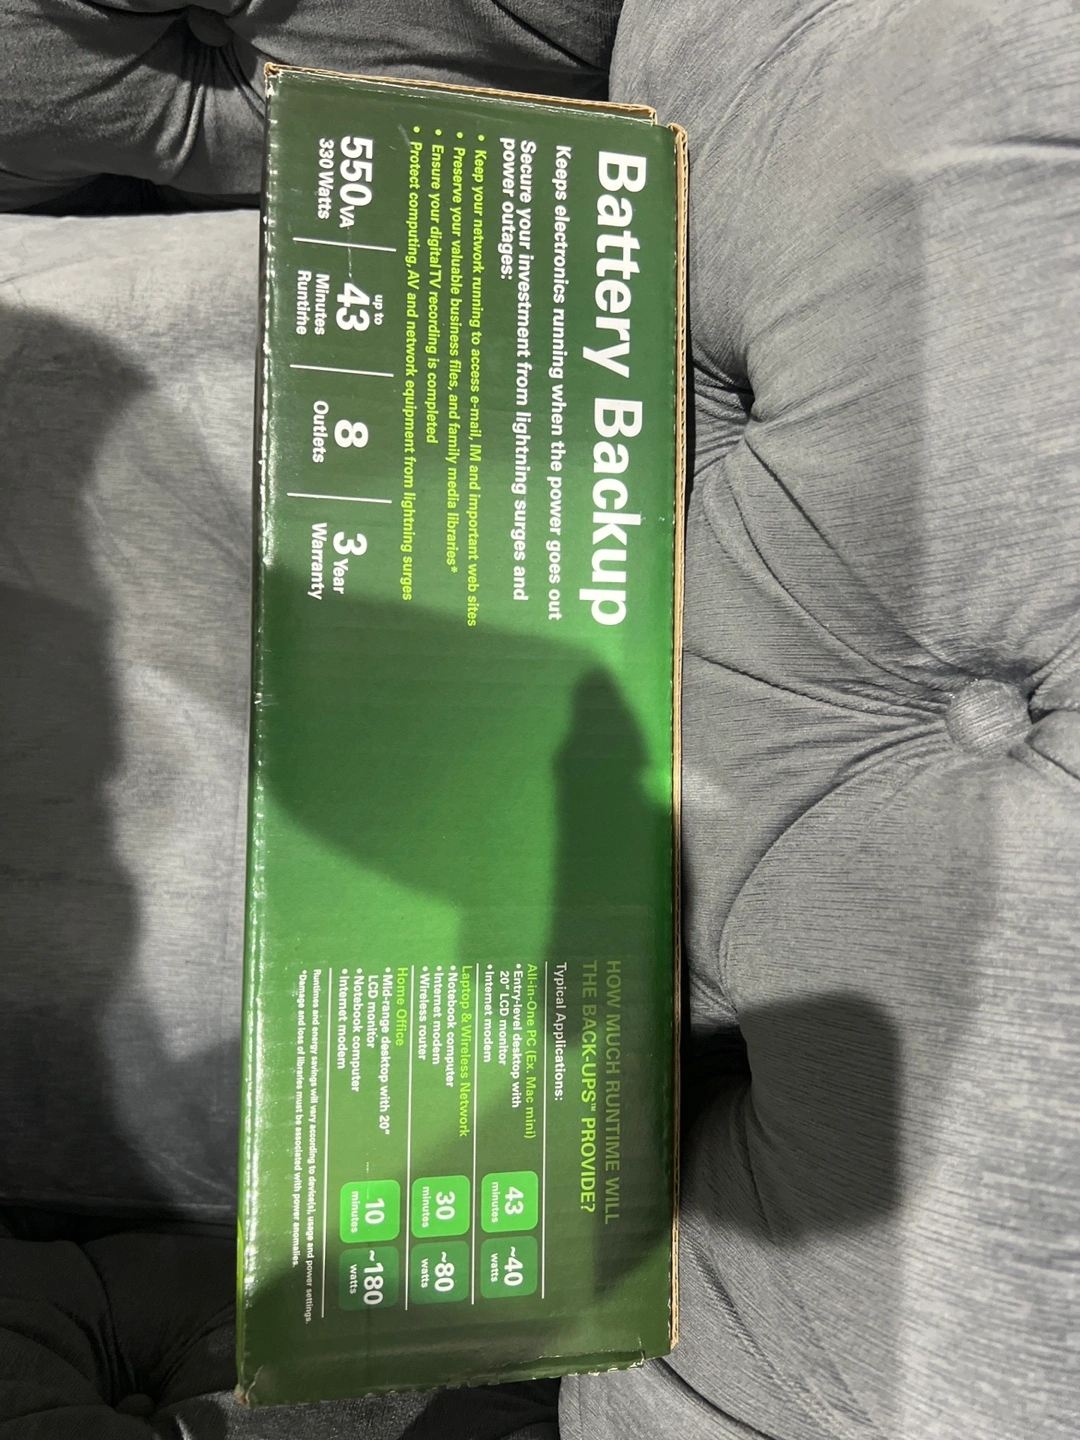 Battery Backup
Keeps electronics running when the power goes out
Secure your investment from lightning surges and
power outages:
• Keep your network running to access e-mail, IM and important web sites
• Preserve your valuable business files, and family media libraries*
• Ensure your digital TV recording is completed
• Protect computing, AV and network equipment from lightning surges
550VA
330 Watts
up to
43
Minutes
Runtime
8
Outlets
3 Year
Warranty
HOW MUCH RUNTIME WILL
THE BACK-UPS™ PROVIDE?
Typical Applications:
All-in-One PC (Ex. Mac mini)
• Entry-level desktop with
20" LCD monitor
• Internet modem
43
minutes
~40
watts
Laptop & Wireless Network
• Notebook computer
• Internet modem
• Wireless router
30
minutes
~80
watts
Home Office
• Mid-range desktop with 20"
LCD monitor
• Notebook computer
• Internet modem
10
minutes
~180
watts
Runtimes and energy savings will vary according to device(s), usage and power settings.
*Damage and loss of libraries must be associated with power anomalies.